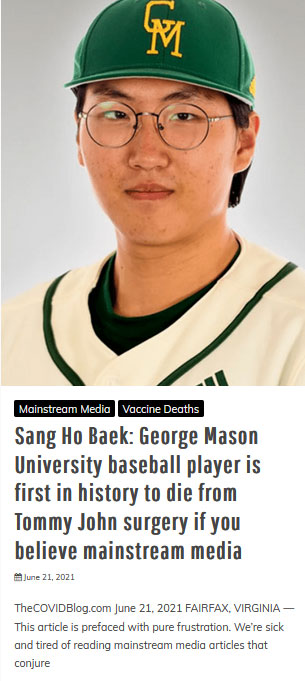 GM
Mainstream Media Vaccine Deaths
Sang Ho Baek: George Mason
University baseball player is
first in history to die from
Tommy John surgery if you
believe mainstream media
June 21, 2021
TheCOVIDBlog.com June 21, 2021 FAIRFAX, VIRGINIA —
This article is prefaced with pure frustration. We're sick
and tired of reading mainstream media articles that
conjure